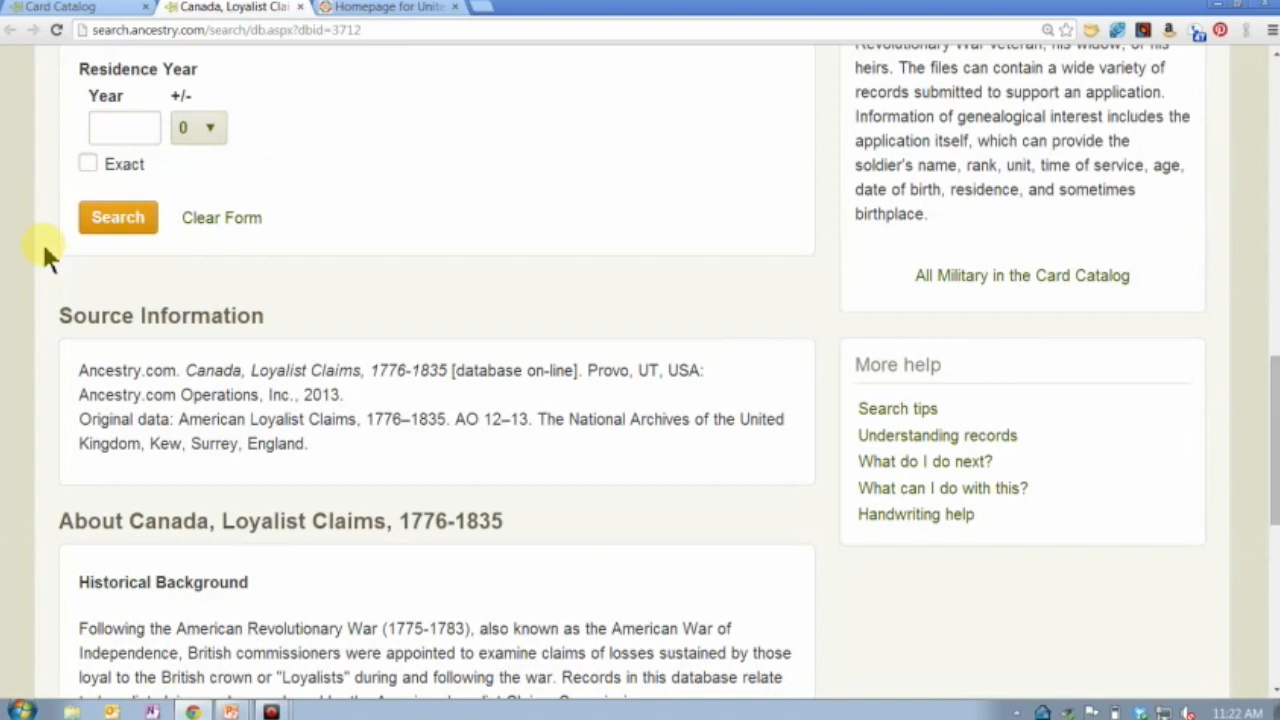 Card Catalog
Canada, Loyalist Clai
Homepage for Unite
search.ancestry.com/search/db.aspx?dbid=3712
Residence Year
Year +/-
0
Exact
Search Clear Form
Source Information
Ancestry.com. Canada, Loyalist Claims, 1776-1835 [database on-line]. Provo, UT, USA:
Ancestry.com Operations, Inc., 2013.
Original data: American Loyalist Claims, 1776–1835. AO 12–13. The National Archives of the United
Kingdom, Kew, Surrey, England.
About Canada, Loyalist Claims, 1776-1835
Historical Background
Following the American Revolutionary War (1775-1783), also known as the American War of
Independence, British commissioners were appointed to examine claims of losses sustained by those
loyal to the British crown or "Loyalists" during and following the war. Records in this database relate
Revolutionary War veteran, his widow, or his
heirs. The files can contain a wide variety of
records submitted to support an application.
Information of genealogical interest includes the
application itself, which can provide the
soldier's name, rank, unit, time of service, age,
date of birth, residence, and sometimes
birthplace.
All Military in the Card Catalog
More help
Search tips
Understanding records
What do I do next?
What can I do with this?
Handwriting help
11:22 AM